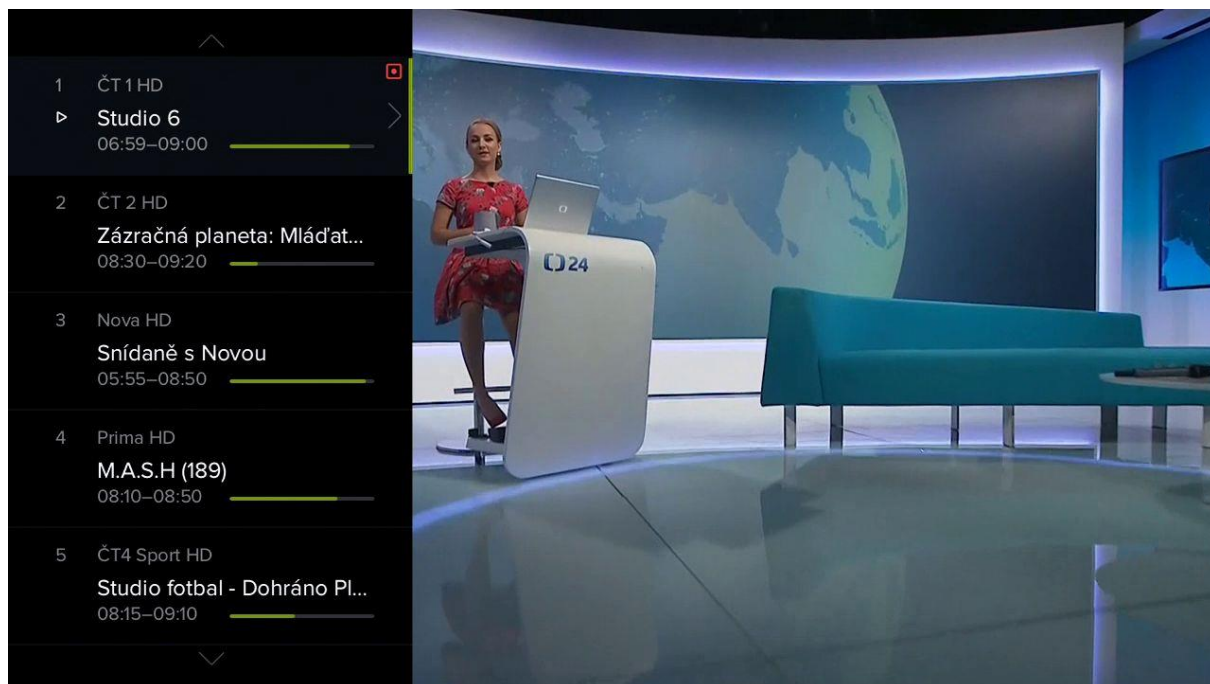 1 ČT 1 HD
Studio 6
06:59–09:00
2 ČT 2 HD
Zázračná planeta: Mláďat...
08:30–09:20
3 Nova HD
Snídaně s Novou
05:55–08:50
4 Prima HD
M.A.S.H (189)
08:10–08:50
5 ČT4 Sport HD
Studio fotbal - Dohráno Pl...
08:15–09:10
24